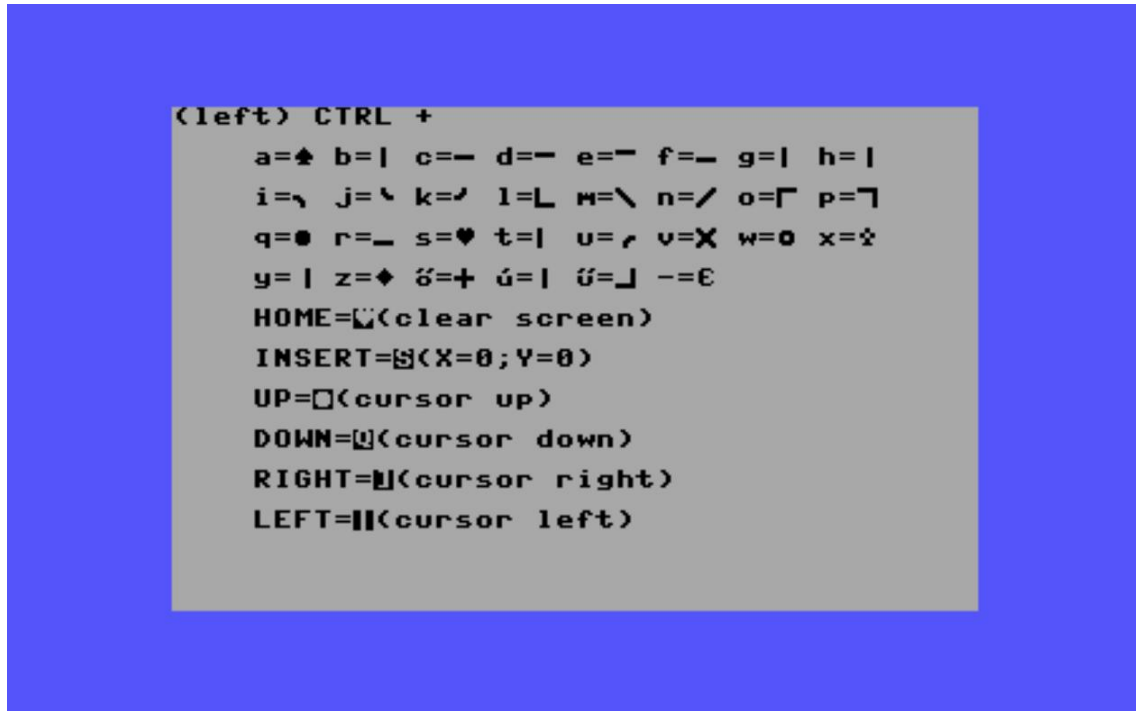 (left) CTRL +
a=♠ b=| c=─ d=─ e=‾ f=▂ g=| h=|
i=╮ j=╰ k=╯ l=L m=\ n=/ o=┌ p=┐
q=● r=_ s=♥ t=| u=╭ v=X w=○ x=♣
y=| z=♦ ő=+ ú=| ű=┘ -=ε
HOME=(clear screen)
INSERT=S(X=0;Y=0)
UP=(cursor up)
DOWN=Q(cursor down)
RIGHT=(cursor right)
LEFT=(cursor left)